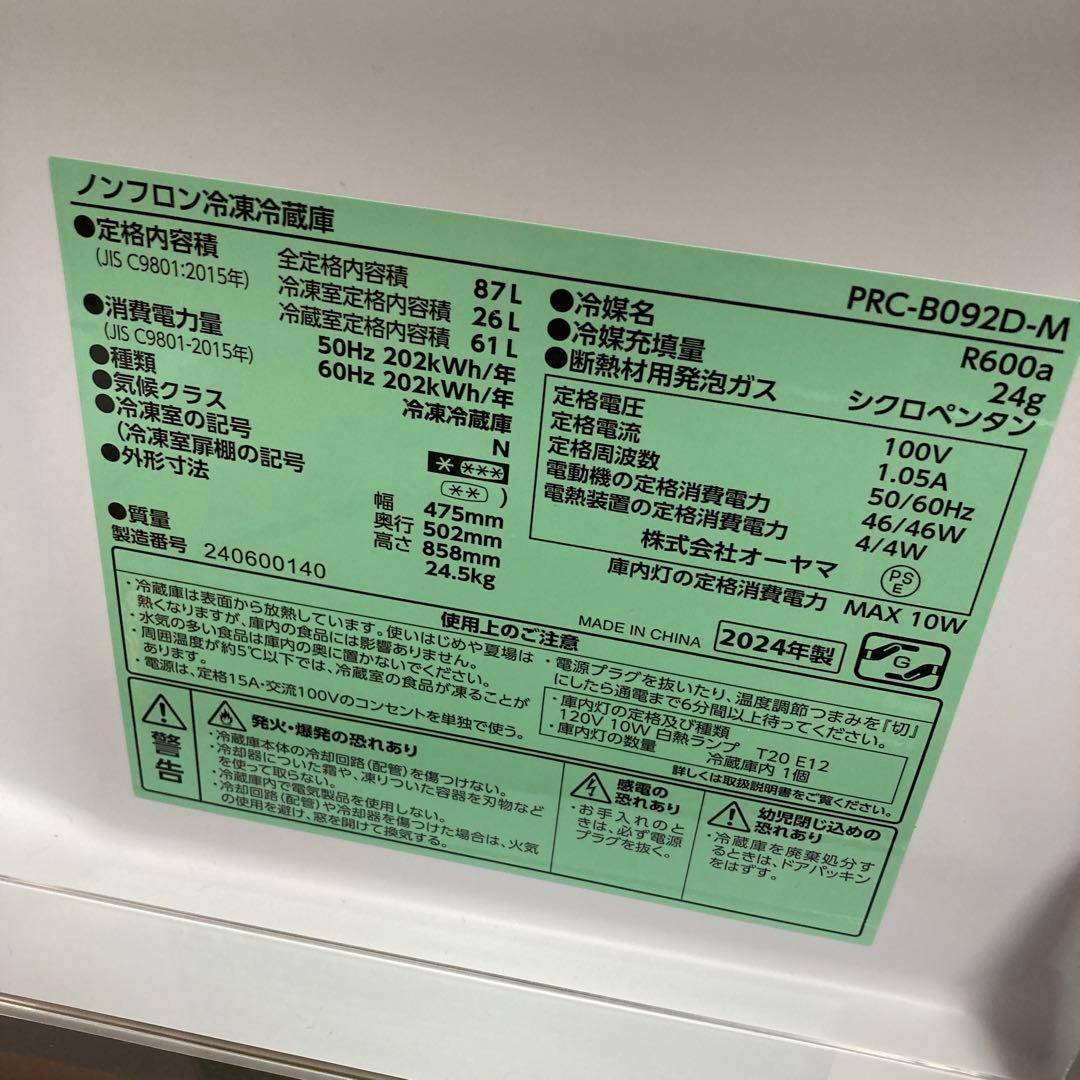 ノンフロン冷凍冷蔵庫
PRC-B092D-M
●定格内容積
(JIS C9801:2015年)
全定格内容積 87L
冷凍室定格内容積 26L
冷蔵室定格内容積 61L
●消費電力量
(JIS C9801-2015年)
50Hz 202kWh/年
60Hz 202kWh/年
●種類 冷凍冷蔵庫
●気候クラス N
●冷凍室の記号 * ***
(冷凍室扉棚の記号 ** )
●外形寸法
幅 475mm
奥行 502mm
高さ 858mm
●質量 24.5kg
製造番号 240600140
●冷媒名 R600a
●冷媒充填量 24g
●断熱材用発泡ガス シクロペンタン
定格電圧 100V
定格電流 1.05A
定格周波数 50/60Hz
電動機の定格消費電力 46/46W
電熱装置の定格消費電力 4/4W
株式会社オーヤマ
PS
E
庫内灯の定格消費電力 MAX 10W
MADE IN CHINA 2024年製
G
使用上のご注意
・冷蔵庫は表面から放熱しています。使いはじめや夏場は
熱くなりますが、庫内の食品には影響ありません。
・水気の多い食品は庫内の奥に置かないでください。
・周囲温度が約5℃以下では、冷蔵室の食品が凍ることが
あります。
・電源は、定格15A・交流100Vのコンセントを単独で使う。
・電源プラグを抜いたり、温度調節つまみを『切』
にしたら通電まで6分間以上待ってください。
・庫内灯の定格及び種類
120V 10W 白熱ランプ T20 E12
・庫内灯の数量 冷蔵庫内 1個
詳しくは取扱説明書をご覧ください。
警告
発火・爆発の恐れあり
・冷蔵庫本体の冷却回路(配管)を傷つけない。
・冷却器についた霜や、凍りついた容器を刃物など
を使って取らない。
・冷蔵庫内で電気製品を使用しない。
・冷却回路(配管)や冷却器を傷つけた場合は、火気
の使用を避け、窓を開けて換気する。
感電の
恐れあり
・お手入れのと
きは、必ず電源
プラグを抜く。
幼児閉じ込めの
恐れあり
・冷蔵庫を廃棄処分す
るときは、ドアパッキン
をはずす。